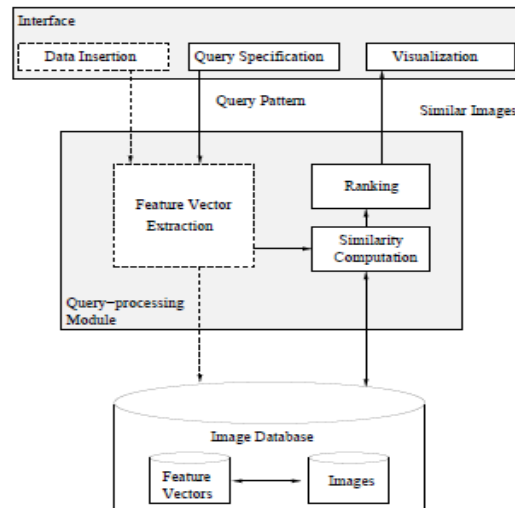 Interface
Data Insertion
Query Specification
Visualization
Query Pattern
Similar Images
Feature Vector
Extraction
Ranking
Similarity
Computation
Query-processing
Module
Image Database
Feature
Vectors
Images